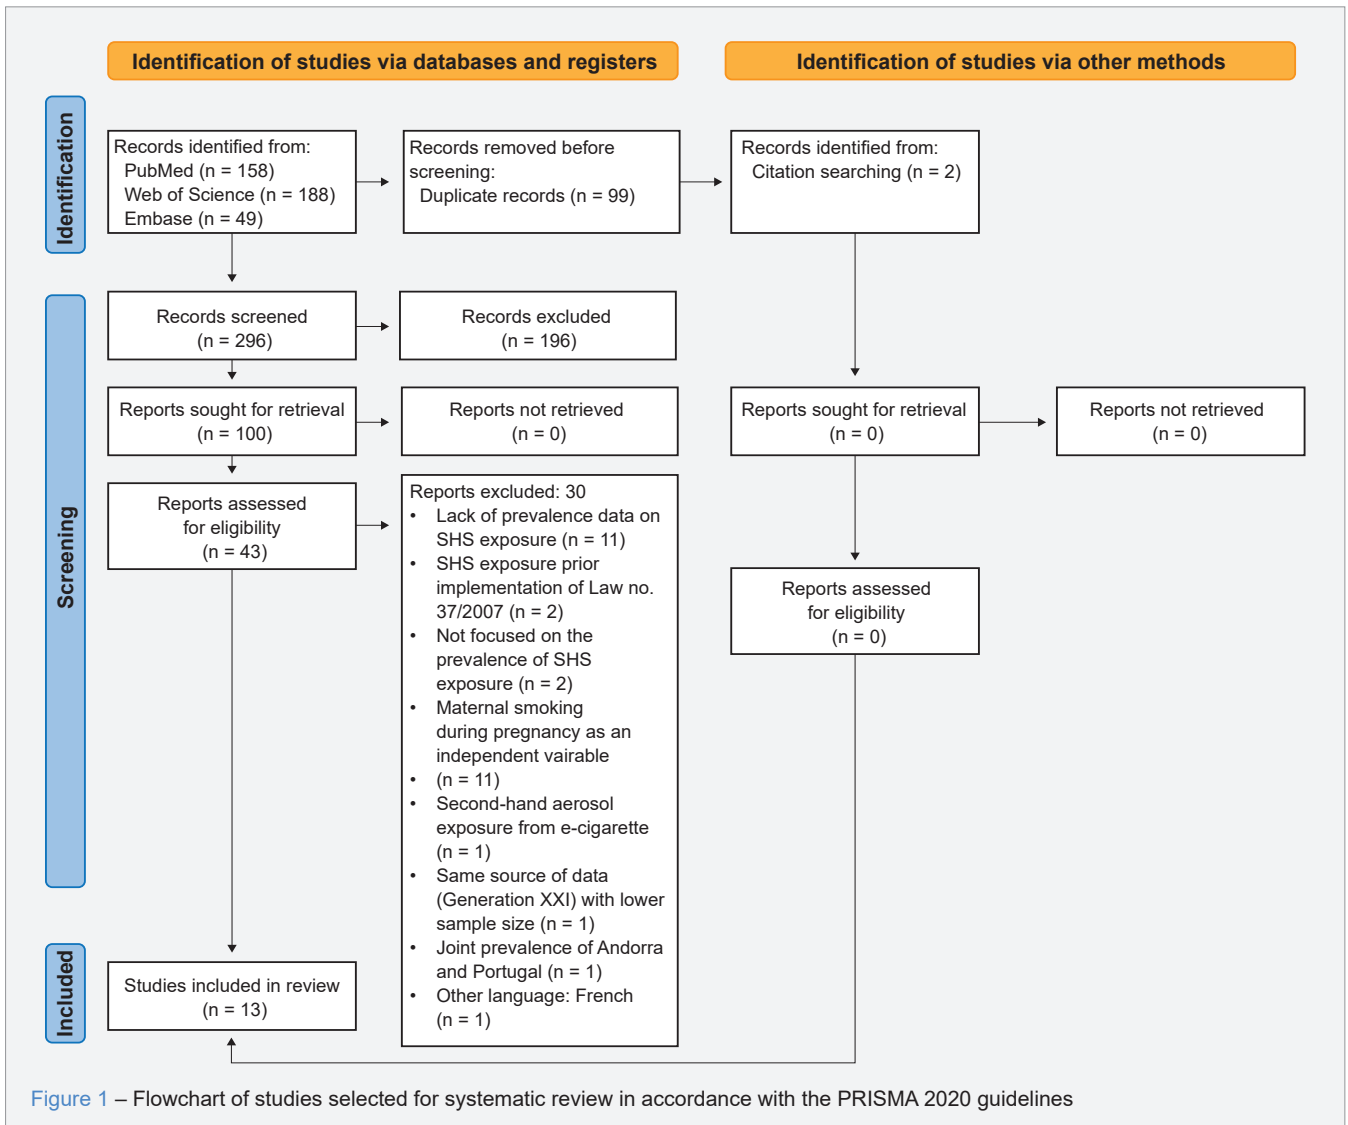 Identification of studies via databases and registers
Identification of studies via other methods
Identification
Records identified from:
PubMed (n = 158)
Web of Science (n = 188)
Embase (n = 49)
Records removed before
screening:
Duplicate records (n = 99)
Records identified from:
Citation searching (n = 2)
Screening
Records screened
(n = 296)
Records excluded
(n = 196)
Reports sought for retrieval
(n = 100)
Reports not retrieved
(n = 0)
Reports sought for retrieval
(n = 0)
Reports not retrieved
(n = 0)
Reports assessed
for eligibility
(n = 43)
Reports excluded: 30
• Lack of prevalence data on
SHS exposure (n = 11)
• SHS exposure prior
implementation of Law no.
37/2007 (n = 2)
• Not focused on the
prevalence of SHS
exposure (n = 2)
• Maternal smoking
during pregnancy as an
independent vairable
• (n = 11)
• Second-hand aerosol
exposure from e-cigarette
(n = 1)
• Same source of data
(Generation XXI) with lower
sample size (n = 1)
• Joint prevalence of Andorra
and Portugal (n = 1)
• Other language: French
(n = 1)
Reports assessed
for eligibility
(n = 0)
Included
Studies included in review
(n = 13)
Figure 1 – Flowchart of studies selected for systematic review in accordance with the PRISMA 2020 guidelines